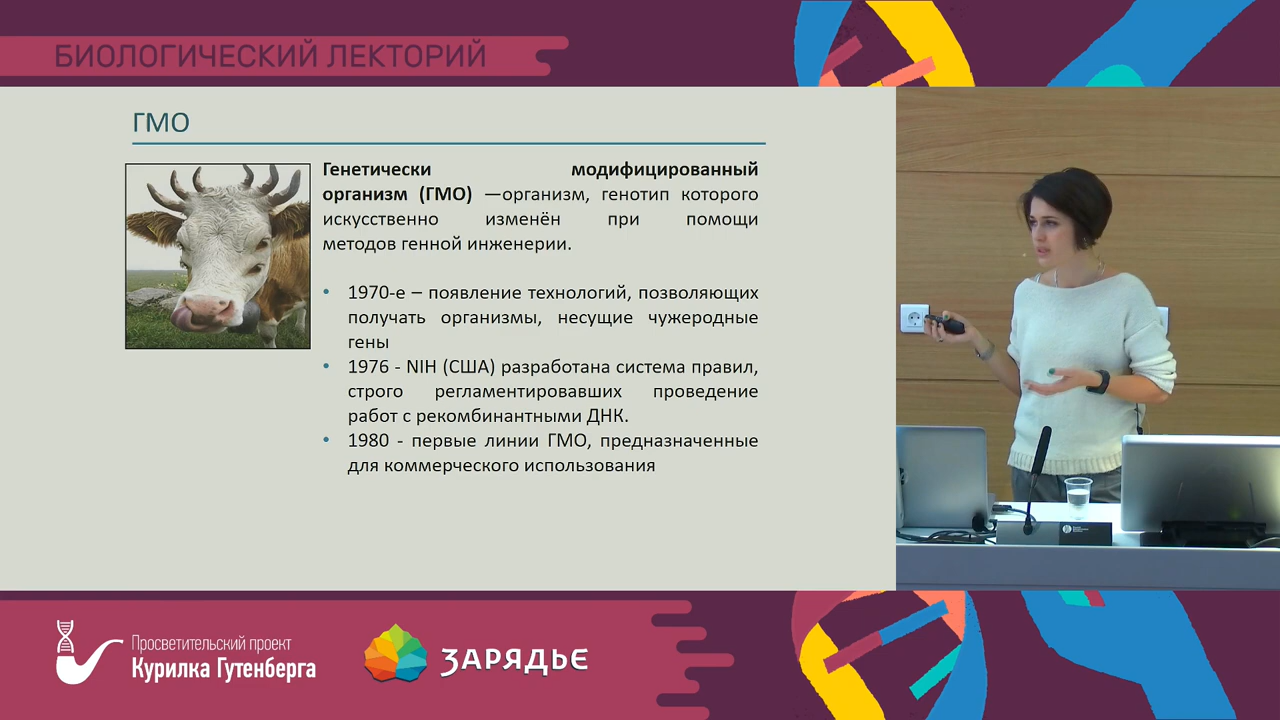 БИОЛОГИЧЕСКИЙ ЛЕКТОРИЙ
ГМО
Генетически модифицированный
организм (ГМО) —организм, генотип которого
искусственно изменён при помощи
методов генной инженерии.
• 1970-е – появление технологий, позволяющих
получать организмы, несущие чужеродные
гены
• 1976 - NIH (США) разработана система правил,
строго регламентировавших проведение
работ с рекомбинантными ДНК.
• 1980 - первые линии ГМО, предназначенные
для коммерческого использования
Просветительский проект
Курилка Гутенберга
ЗАРЯДЬЕ